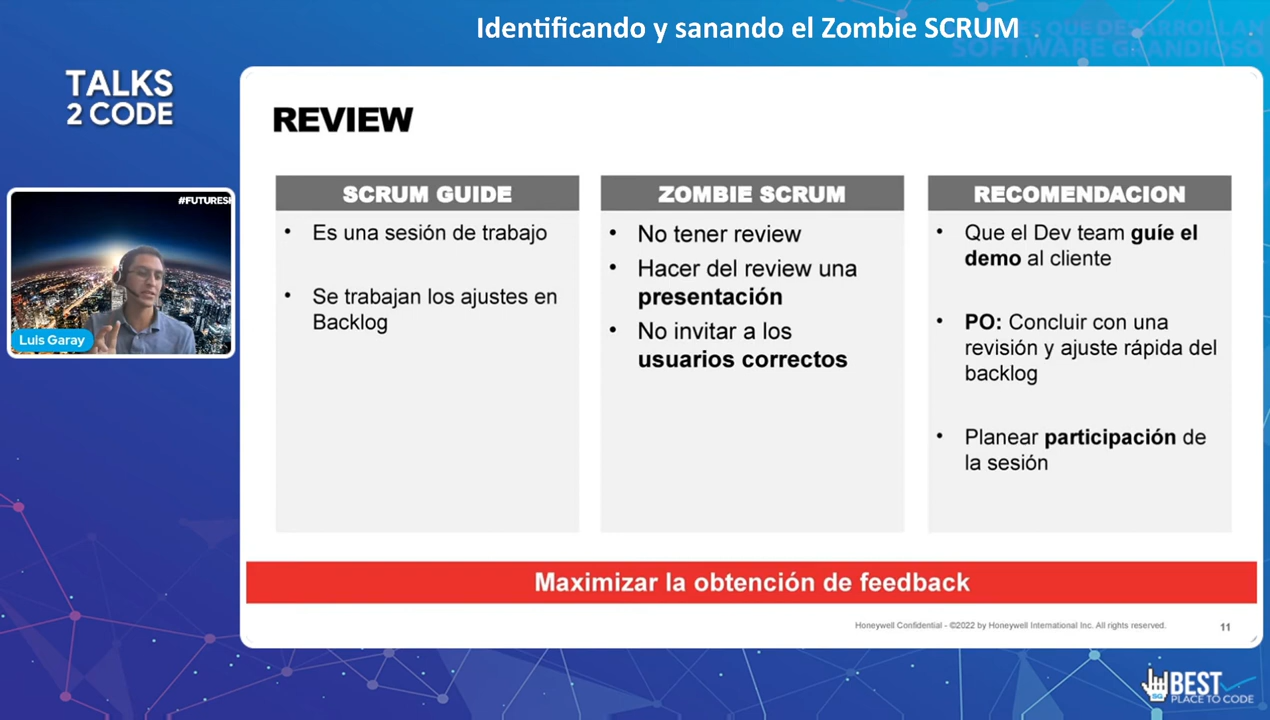 Identificando y sanando el Zombie SCRUM
TALKS
2 CODE
#FUTURES
Luis Garay
REVIEW
SCRUM GUIDE
• Es una sesión de trabajo
• Se trabajan los ajustes en
Backlog
ZOMBIE SCRUM
• No tener review
• Hacer del review una
presentación
• No invitar a los
usuarios correctos
RECOMENDACION
• Que el Dev team guíe el
demo al cliente
• PO: Concluir con una
revisión y ajuste rápida del
backlog
• Planear participación de
la sesión
Maximizar la obtención de feedback
Honeywell Confidential - ©2022 by Honeywell International Inc. All rights reserved.
11
SG
BEST
PLACE TO CODE